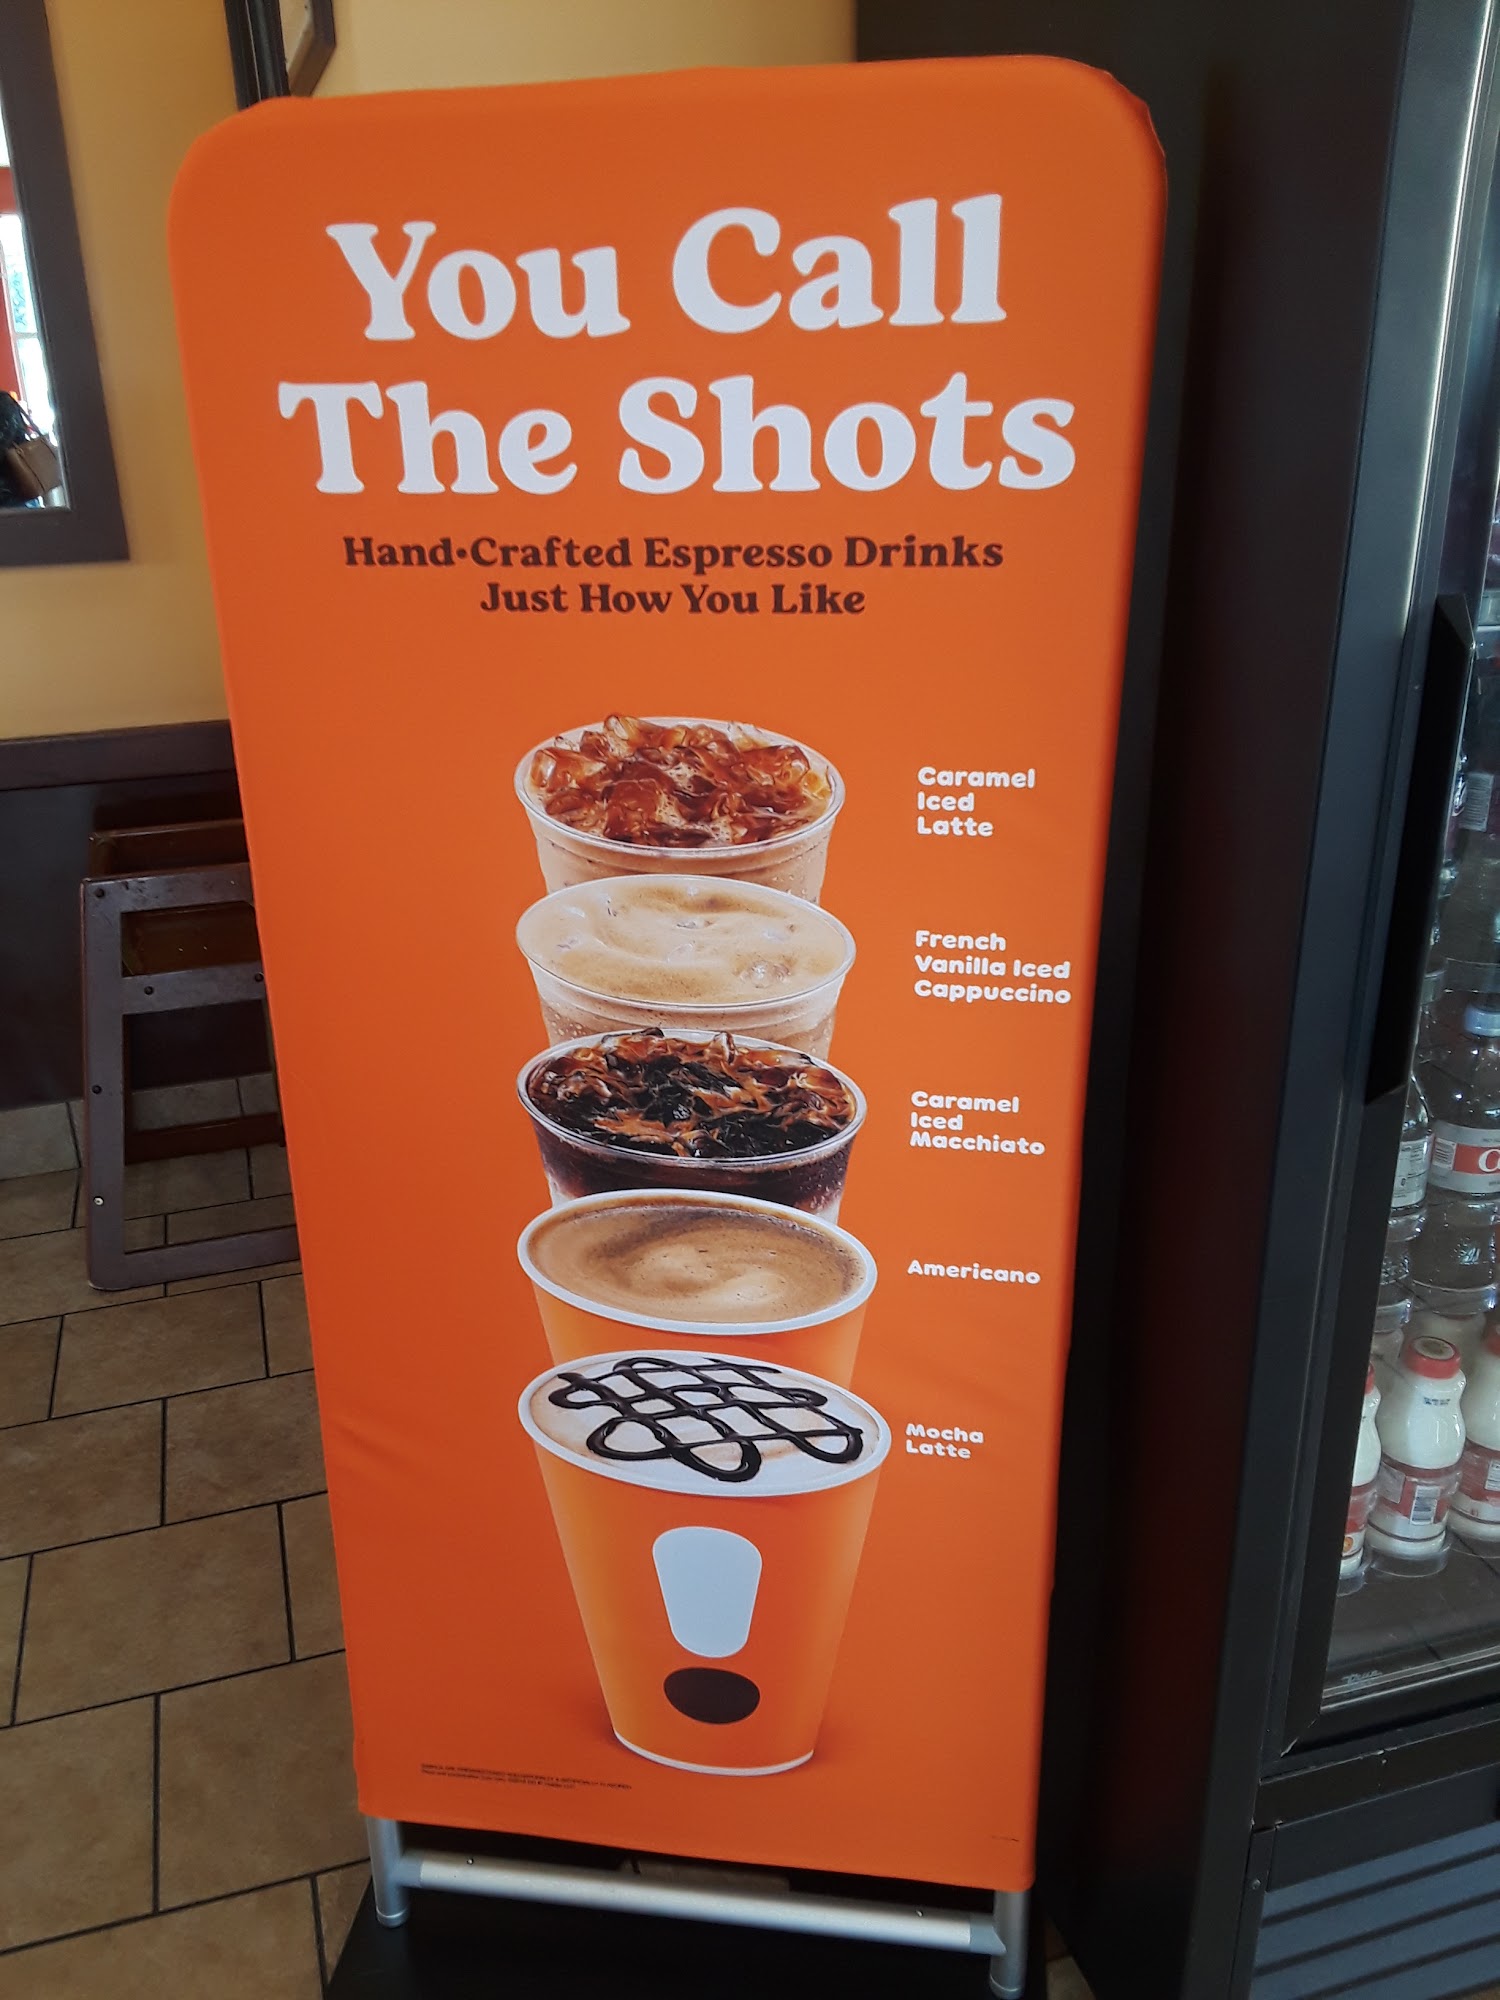 You Call
The Shots
Hand•Crafted Espresso Drinks
Just How You Like
Caramel
Iced
Latte
French
Vanilla Iced
Cappuccino
Caramel
Iced
Macchiato
Americano
Mocha
Latte